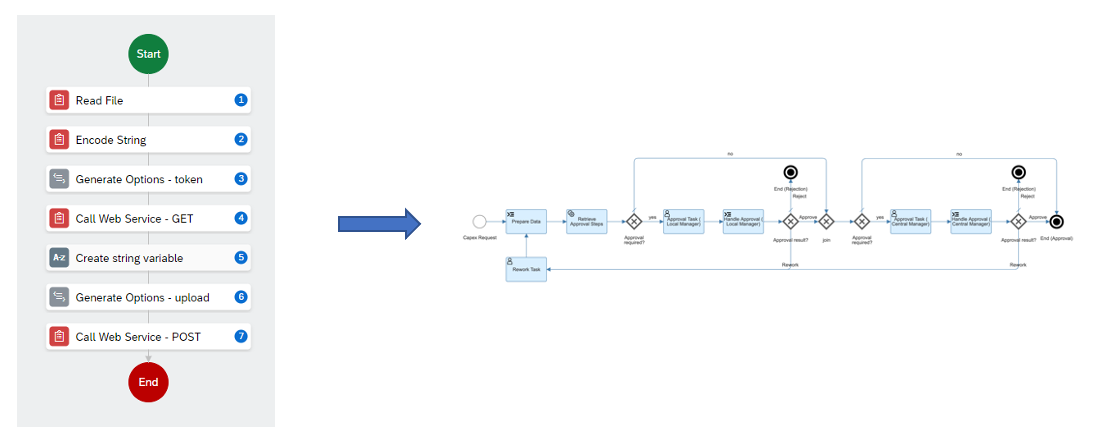 Start
Read File 1
Encode String 2
Generate Options - token 3
Call Web Service - GET 4
A-Z Create string variable 5
Generate Options - upload 6
Call Web Service - POST 7
End
no
no
End (Rejection)
Reject
End (Rejection)
Reject
Capex Request
Prepare Data
Retrieve
Approval Steps
Approval
required?
yes
Approval Task (
Local Manager)
Handle Approval (
Local Manager)
Approval result?
Approve
join
Approval
required?
yes
Approval Task (
Central Manager)
Handle Approval (
Central Manager)
Approval result?
Approve
End (Approval)
Rework Task
Rework
Rework